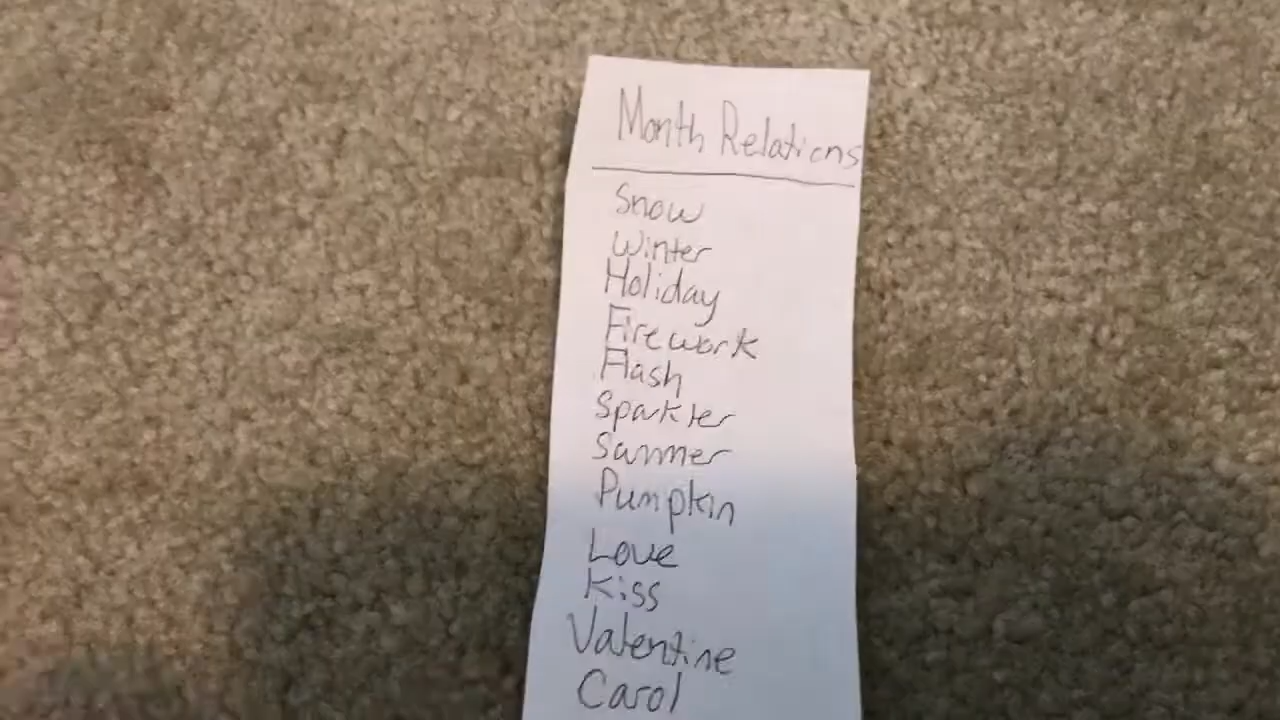 Month Relations
Snow
Winter
Holiday
Firework
Flash
Sparkler
Summer
Pumpkin
Love
Kiss
Valentine
Carol